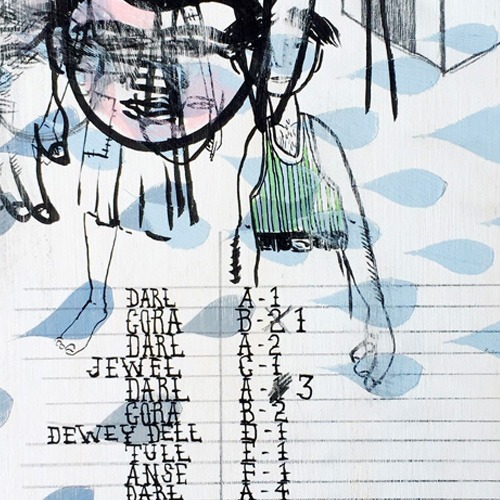 DARL A-1
CORA B-2 1
DARL A-2
JEWEL C-1
DARL A- 3
CORA B-2
DEWEY DELL D-1
TULL E-1
ANSE F-1
DARL A-4